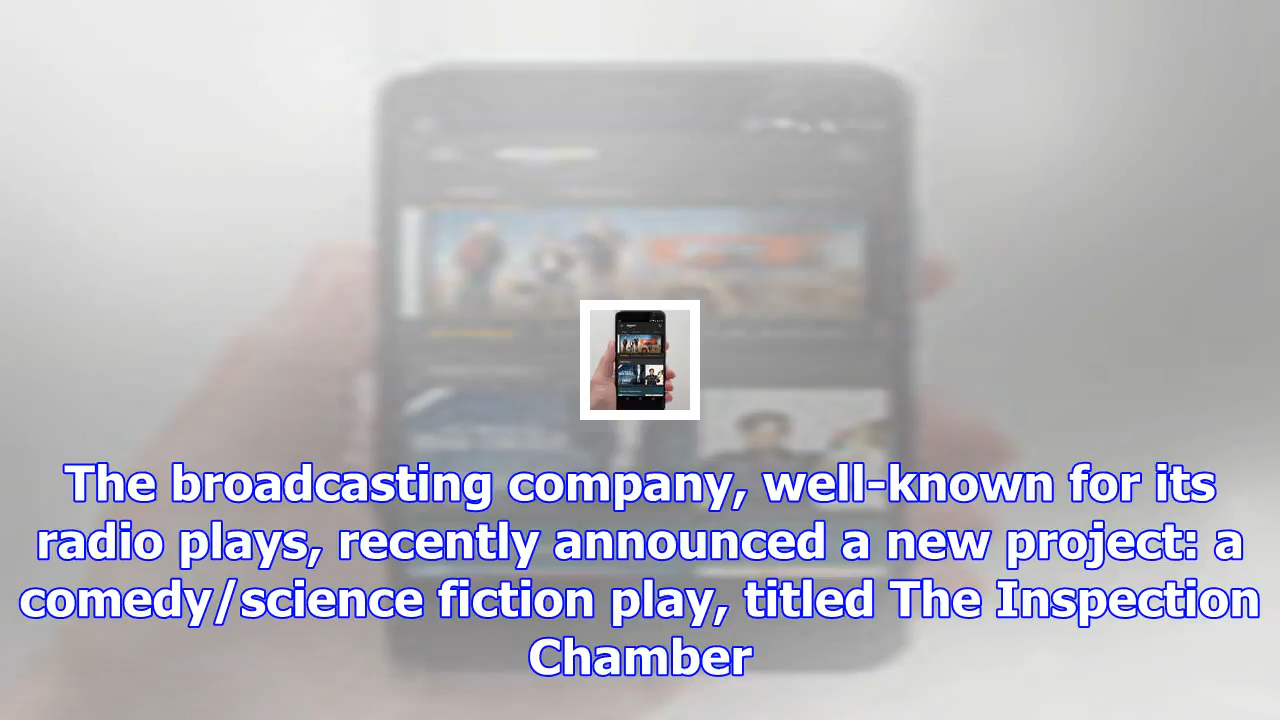 The broadcasting company, well-known for its
radio plays, recently announced a new project: a
comedy/science fiction play, titled The Inspection
Chamber